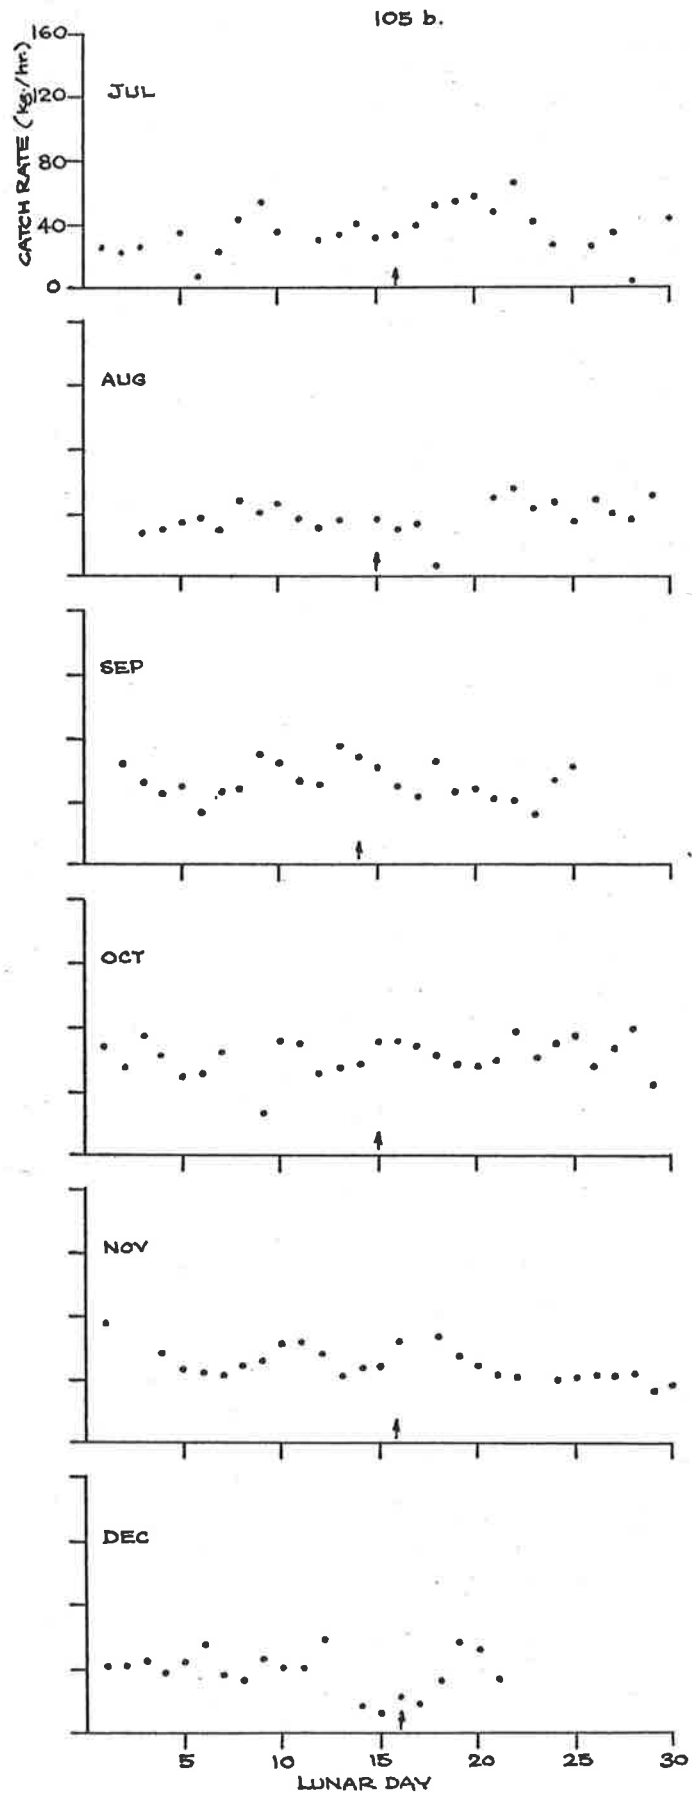 105 b.
CATCH RATE (kg./hr.)
160
120
80
40
0
JUL
AUG
SEP
OCT
NOV
DEC
5 10 15 20 25 30
LUNAR DAY